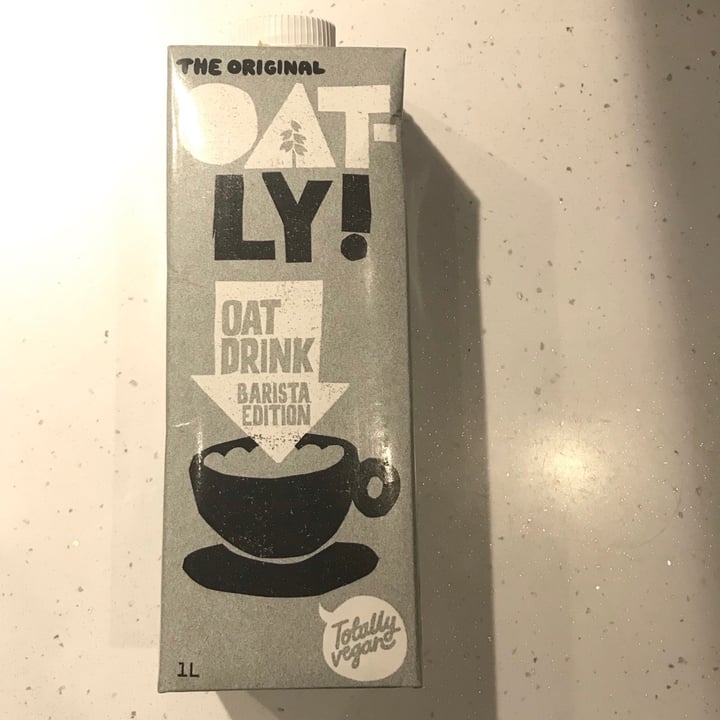 THE ORIGINAL
OAT-
LY!
OAT
DRINK
BARISTA
EDITION
Totally
vegan
1L